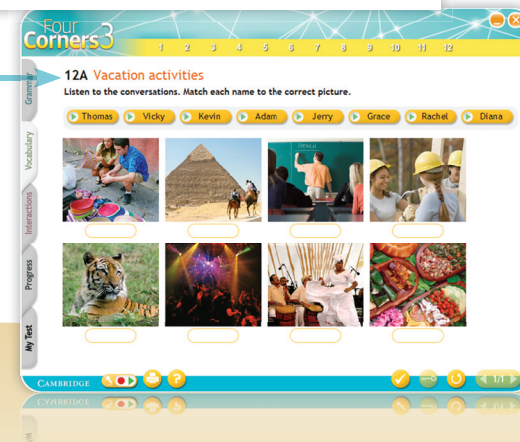 Four
Corners 3
1 2 3 4 5 6 7 8 9 10 11 12
12A Vacation activities
Listen to the conversations. Match each name to the correct picture.
Thomas Vicky Kevin Adam Jerry Grace Rachel Diana
Grammar
Vocabulary
Interactions
Progress
My Test
CAMBRIDGE
?
1/1